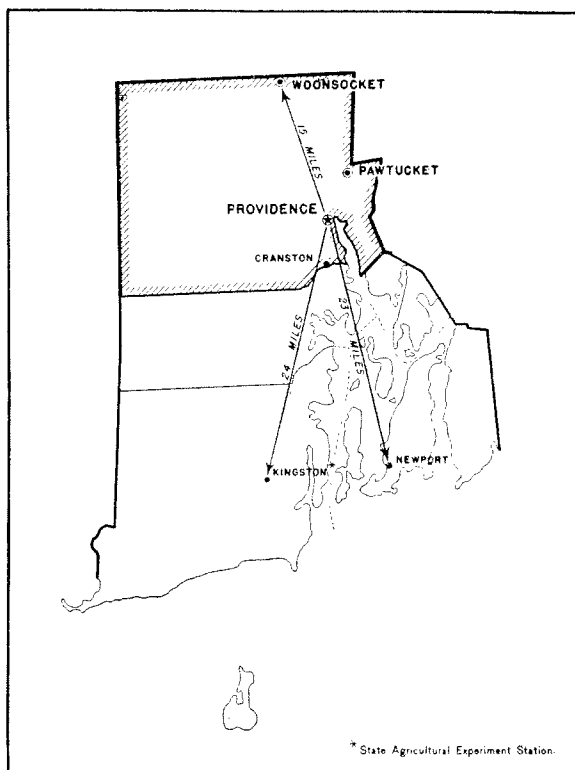 WOONSOCKET
15 MILES
PAWTUCKET
PROVIDENCE
CRANSTON
23 MILES
24 MILES
NEWPORT
KINGSTON*
* State Agricultural Experiment Station.